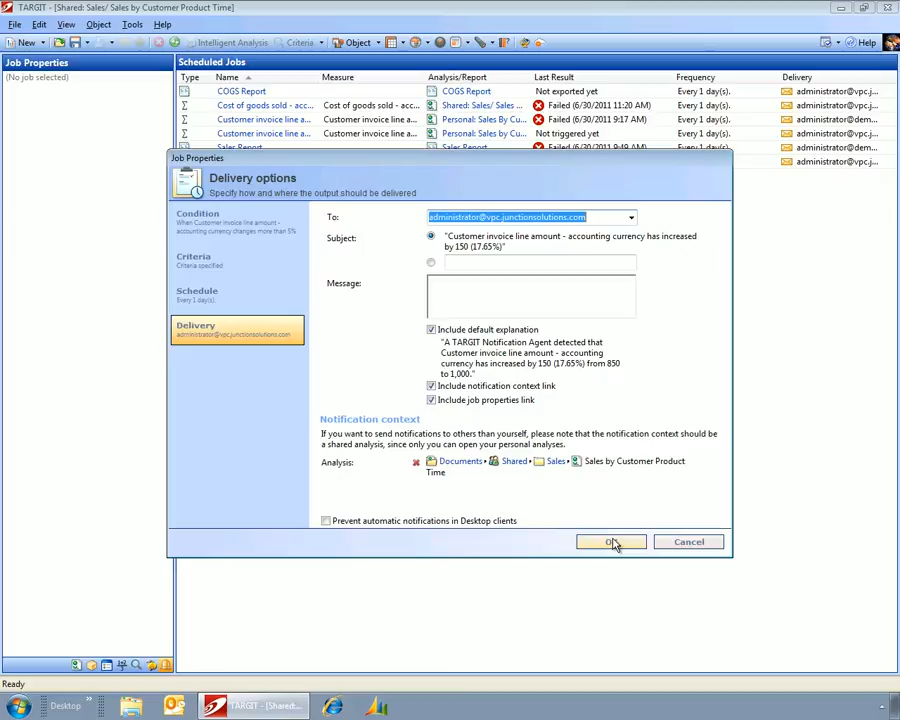 TARGIT - [Shared: Sales/ Sales by Customer Product Time]
File Edit View Object Tools Help
New Intelligent Analysis Criteria Object Help
Job Properties
(No job selected)
Scheduled Jobs
Type Name Measure Analysis/Report Last Result Frequency Delivery
COGS Report COGS Report Not exported yet Every 1 day(s). administrator@vpc.j...
Cost of goods sold - acc... Cost of goods sold - acc... Shared: Sales/ Sales ... Failed (6/30/2011 11:20 AM) Every 1 day(s). administrator@vpc.j...
Customer invoice line a... Customer invoice line a... Personal: Sales By Cu... Failed (6/30/2011 9:17 AM) Every 1 day(s). administrator@dem...
Customer invoice line a... Customer invoice line a... Personal: Sales By Cu... Not triggered yet Every 1 day(s). administrator@vpc.j...
Sales Report Sales Report Failed (6/30/2011 9:49 AM) Every 1 day(s). administrator@dem...
administrator@vpc.j...
Job Properties
Delivery options
Specify how and where the output should be delivered
Condition
When Customer invoice line amount -
accounting currency changes more than 5%
Criteria
Criteria specified
Schedule
Every 1 day(s).
Delivery
administrator@vpc.junctionsolutions.com
To: administrator@vpc.junctionsolutions.com
Subject: "Customer invoice line amount - accounting currency has increased
by 150 (17.65%)"
Message:
Include default explanation
"A TARGIT Notification Agent detected that
Customer invoice line amount - accounting
currency has increased by 150 (17.65%) from 850
to 1,000."
Include notification context link
Include job properties link
Notification context
If you want to send notifications to others than yourself, please note that the notification context should be
a shared analysis, since only you can open your personal analyses.
Analysis: Documents Shared Sales Sales by Customer Product
Time
Prevent automatic notifications in Desktop clients
Cancel
Ready
Desktop TARGIT - [Shared:...